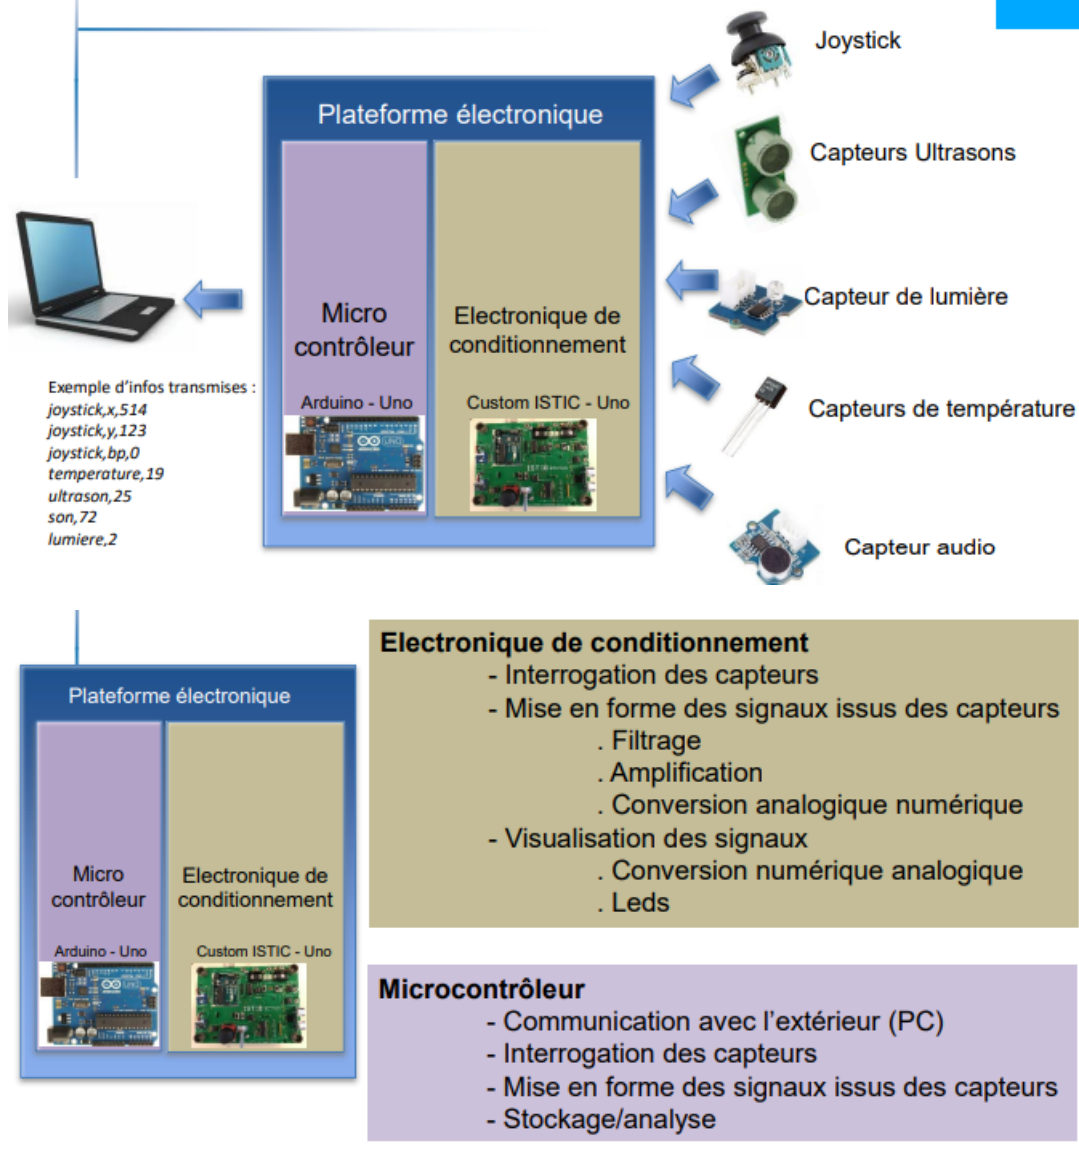 Joystick
Plateforme électronique
Capteurs Ultrasons
Capteur de lumière
Micro
contrôleur
Electronique de
conditionnement
Exemple d'infos transmises :
joystick,x,514
joystick,y,123
joystick,bp,0
temperature,19
ultrason,25
son,72
lumiere,2
Arduino - Uno
Custom ISTIC - Uno
Capteurs de température
Capteur audio
Plateforme électronique
Micro
contrôleur
Electronique de
conditionnement
Arduino - Uno
Custom ISTIC - Uno
Electronique de conditionnement
- Interrogation des capteurs
- Mise en forme des signaux issus des capteurs
. Filtrage
. Amplification
. Conversion analogique numérique
- Visualisation des signaux
. Conversion numérique analogique
. Leds
Microcontrôleur
- Communication avec l'extérieur (PC)
- Interrogation des capteurs
- Mise en forme des signaux issus des capteurs
- Stockage/analyse